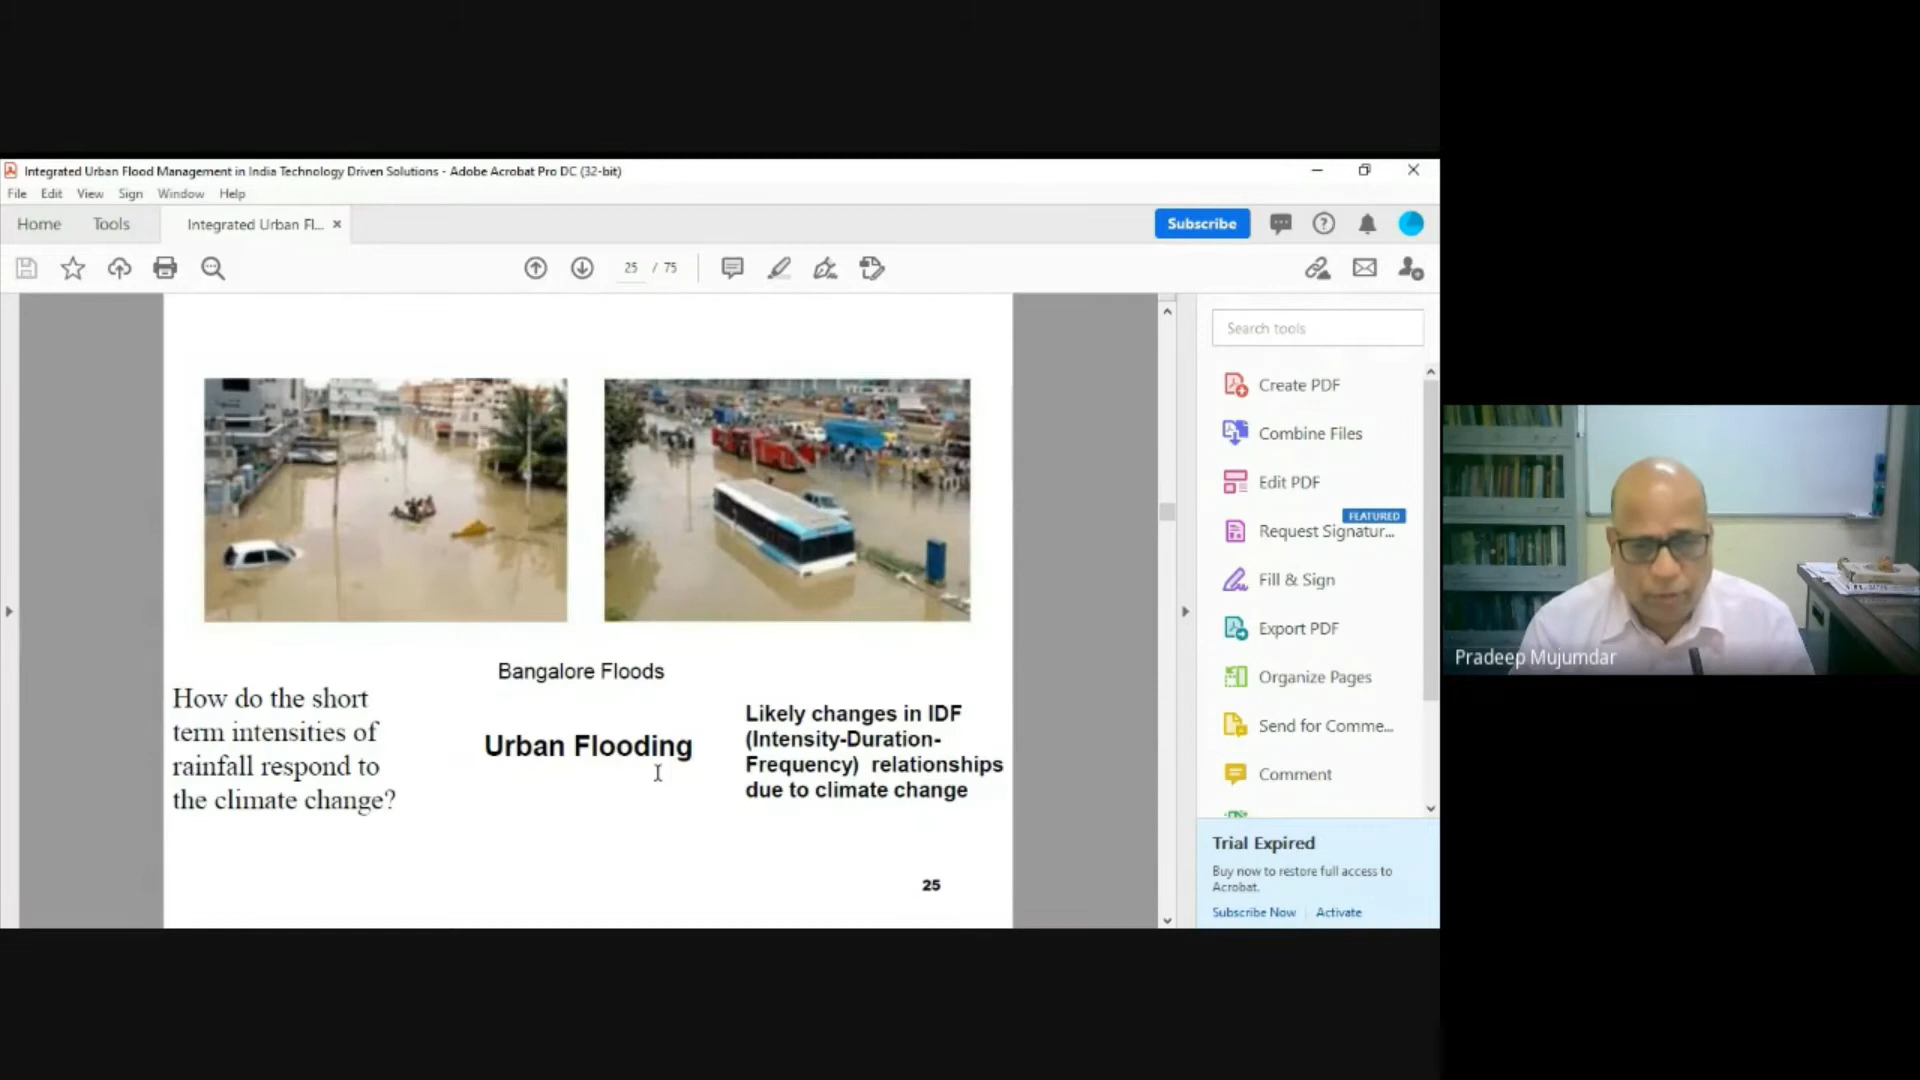 Integrated Urban Flood Management in India Technology Driven Solutions - Adobe Acrobat Pro DC (32-bit)
File Edit View Sign Window Help
Home Tools Integrated Urban Fl... ×
Subscribe
25 / 75
Search tools
Create PDF
Combine Files
Edit PDF
FEATURED
Request Signatur...
Fill & Sign
Export PDF
Organize Pages
Send for Comme...
Comment
Trial Expired
Buy now to restore full access to
Acrobat.
Subscribe Now | Activate
Bangalore Floods
How do the short
term intensities of
rainfall respond to
the climate change?
Urban Flooding
Likely changes in IDF
(Intensity-Duration-
Frequency) relationships
due to climate change
25
Pradeep Mujumdar